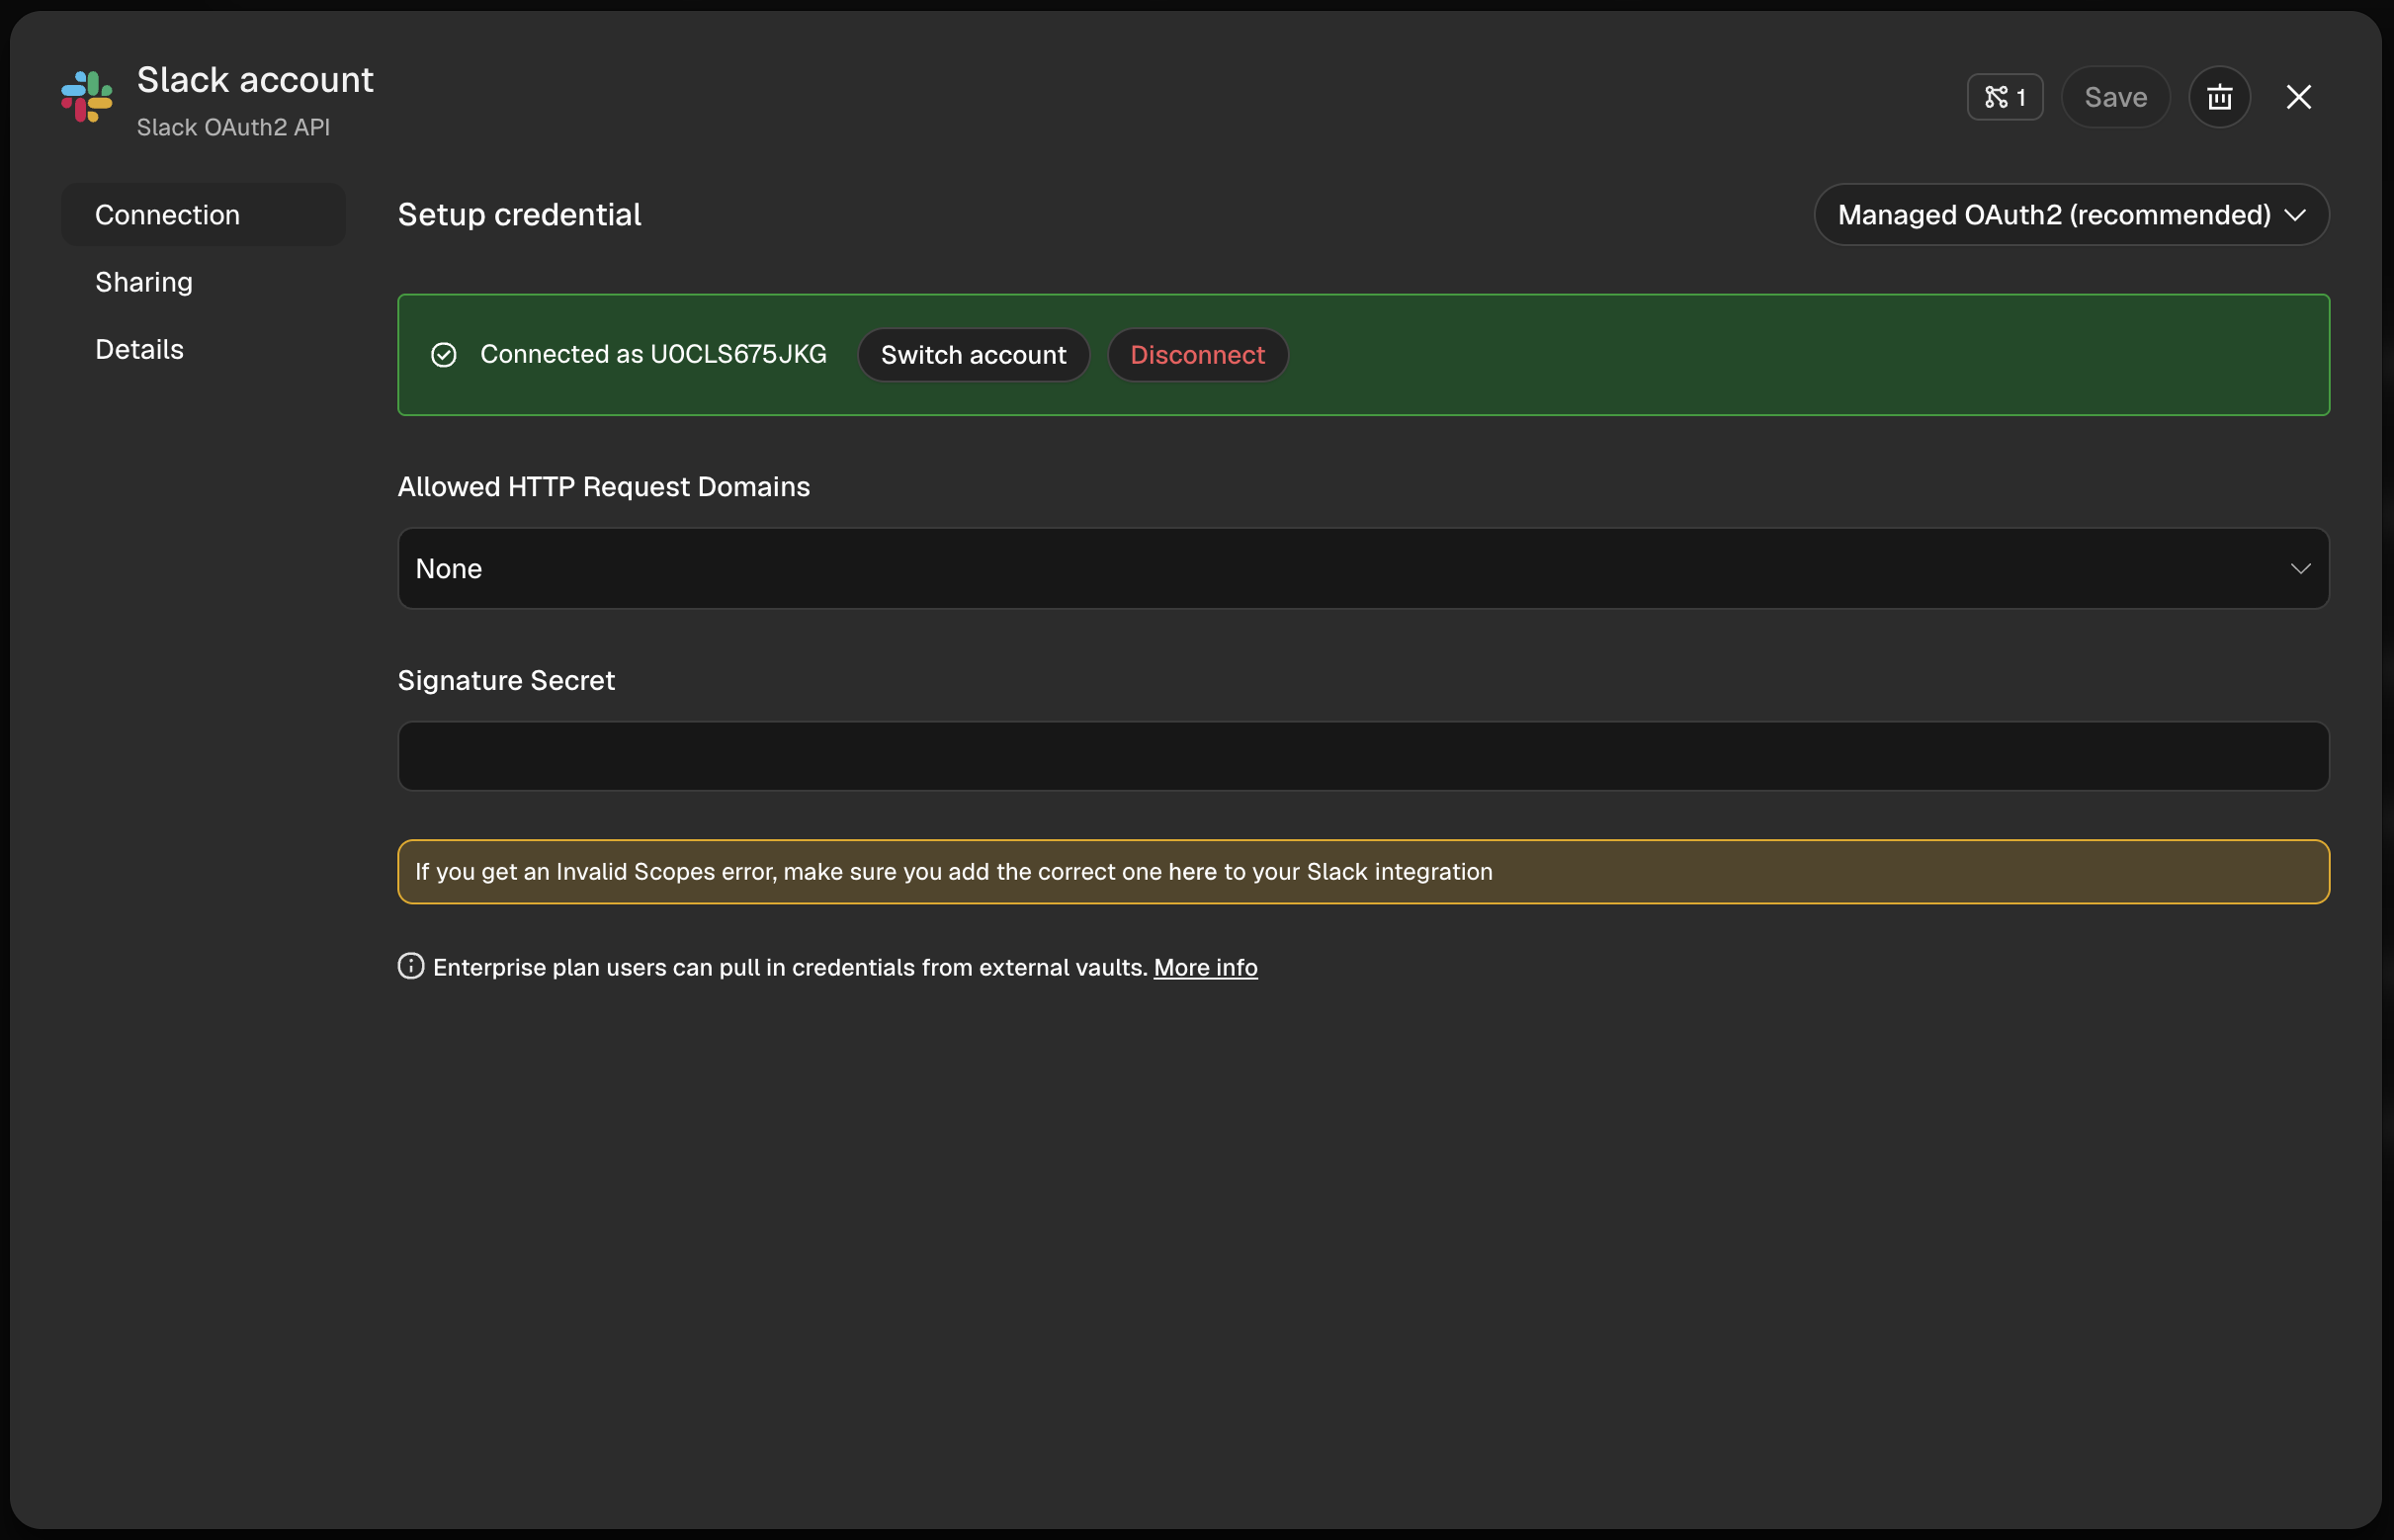 Slack account
Slack OAuth2 API
1
Save
Connection
Sharing
Details
Setup credential
Managed OAuth2 (recommended)
Connected as U0CLS675JKG
Switch account
Disconnect
Allowed HTTP Request Domains
None
Signature Secret
If you get an Invalid Scopes error, make sure you add the correct one here to your Slack integration
Enterprise plan users can pull in credentials from external vaults. More info